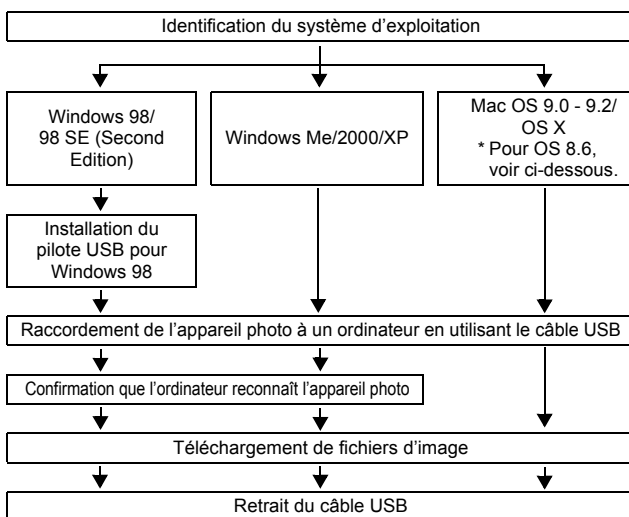 Identification du système d’exploitation
Windows 98/
98 SE (Second
Edition)
Windows Me/2000/XP
Mac OS 9.0 - 9.2/
OS X
* Pour OS 8.6,
voir ci-dessous.
Installation du
pilote USB pour
Windows 98
Raccordement de l’appareil photo à un ordinateur en utilisant le câble USB
Confirmation que l’ordinateur reconnaît l’appareil photo
Téléchargement de fichiers d’image
Retrait du câble USB